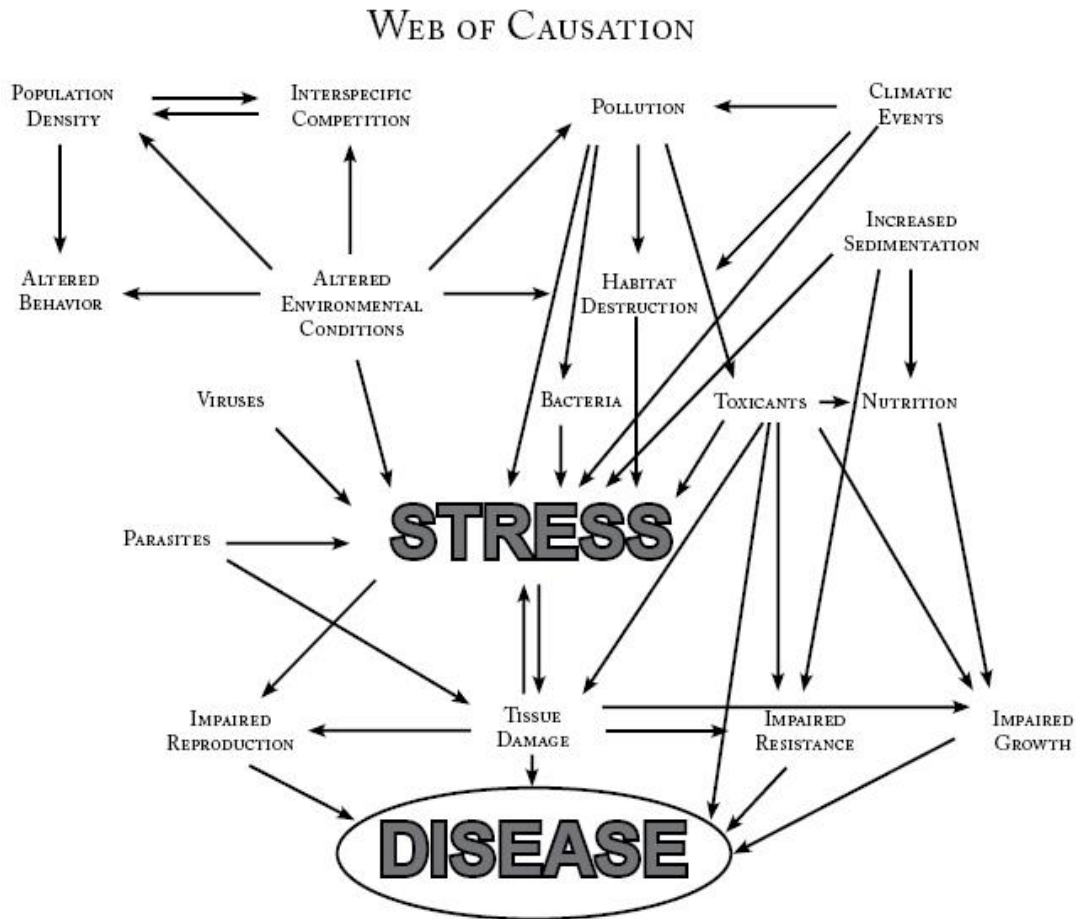 WEB OF CAUSATION
POPULATION
DENSITY
INTERSPECIFIC
COMPETITION
POLLUTION
CLIMATIC
EVENTS
INCREASED
SEDIMENTATION
ALTERED
BEHAVIOR
ALTERED
ENVIRONMENTAL
CONDITIONS
HABITAT
DESTRUCTION
VIRUSES
BACTERIA
TOXICANTS
NUTRITION
STRESS
PARASITES
IMPAIRED
REPRODUCTION
TISSUE
DAMAGE
IMPAIRED
RESISTANCE
IMPAIRED
GROWTH
DISEASE